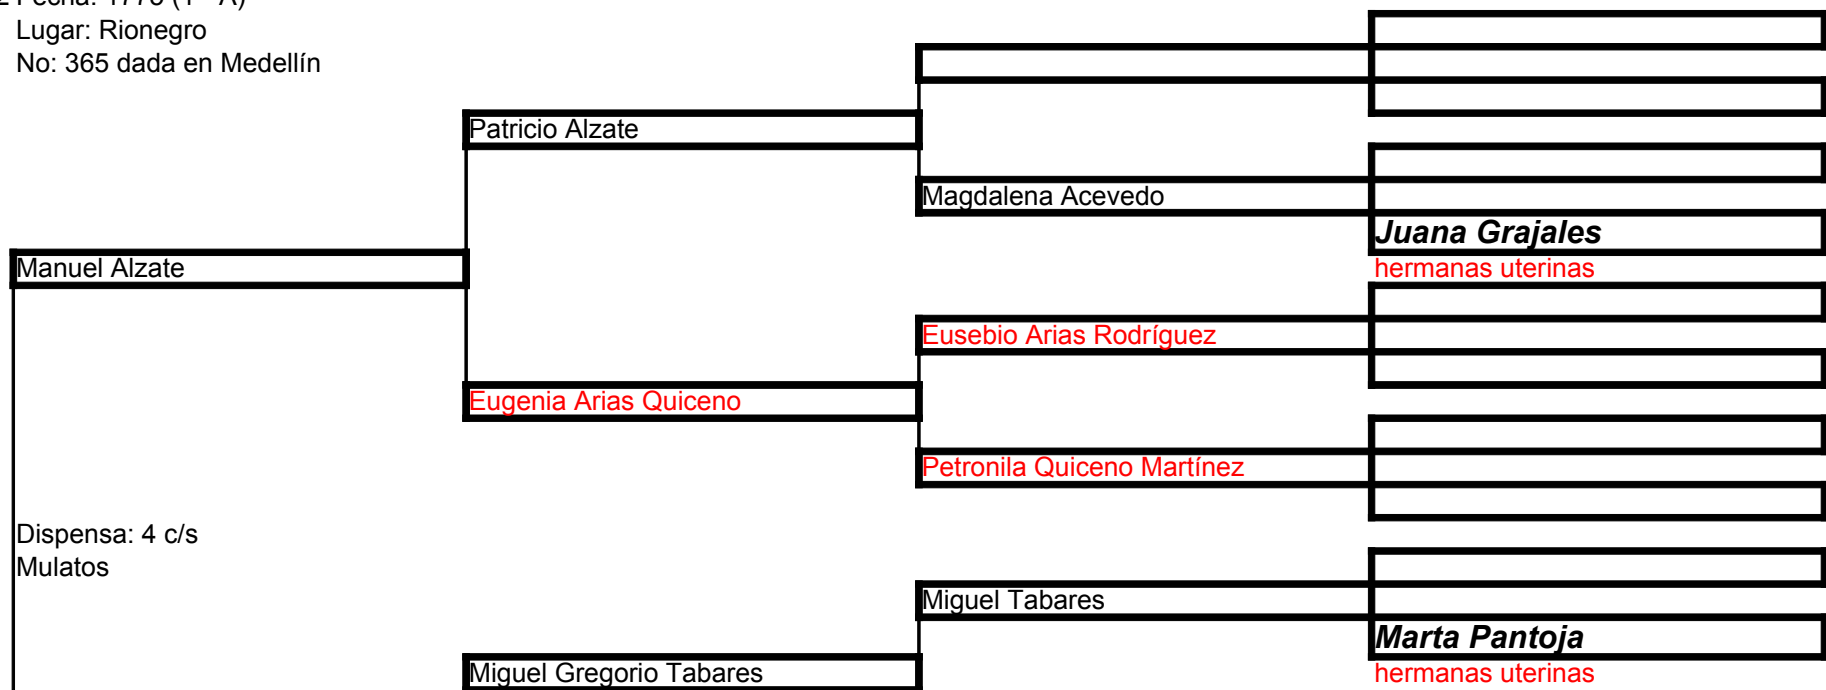 Lugar: Rionegro
No: 365 dada en Medellín
Patricio Alzate
Magdalena Acevedo
Juana Grajales
Manuel Alzate
hermanas uterinas
Eusebio Arias Rodríguez
Eugenia Arias Quiceno
Petronila Quiceno Martínez
Dispensa: 4 c/s
Mulatos
Miguel Tabares
Marta Pantoja
Miguel Gregorio Tabares
hermanas uterinas